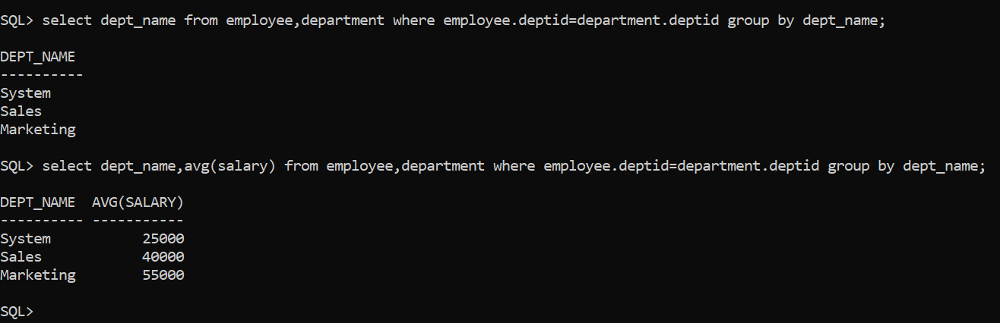 SQL> select dept_name from employee,department where employee.deptid=department.deptid group by dept_name;
DEPT_NAME
----------
System
Sales
Marketing
SQL> select dept_name,avg(salary) from employee,department where employee.deptid=department.deptid group by dept_name;
DEPT_NAME  AVG(SALARY)
---------- -----------
System           25000
Sales            40000
Marketing        55000
SQL>